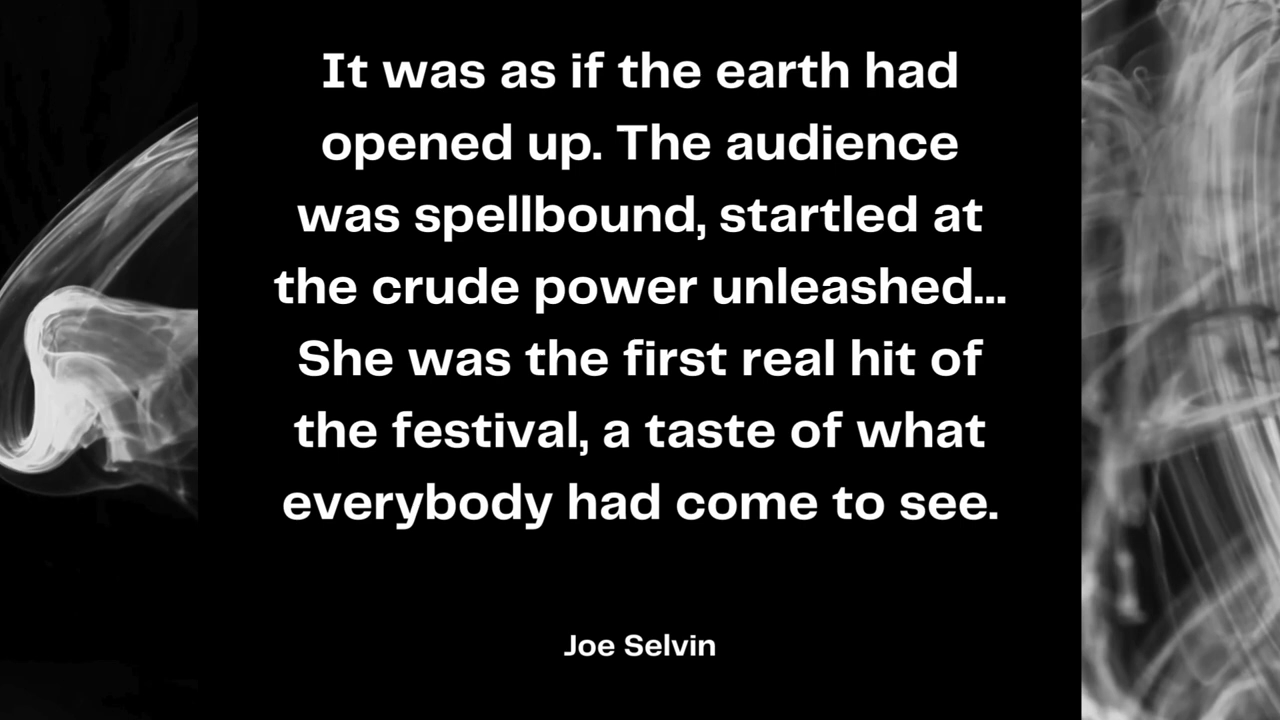 It was as if the earth had
opened up. The audience
was spellbound, startled at
the crude power unleashed...
She was the first real hit of
the festival, a taste of what
everybody had come to see.
Joe Selvin